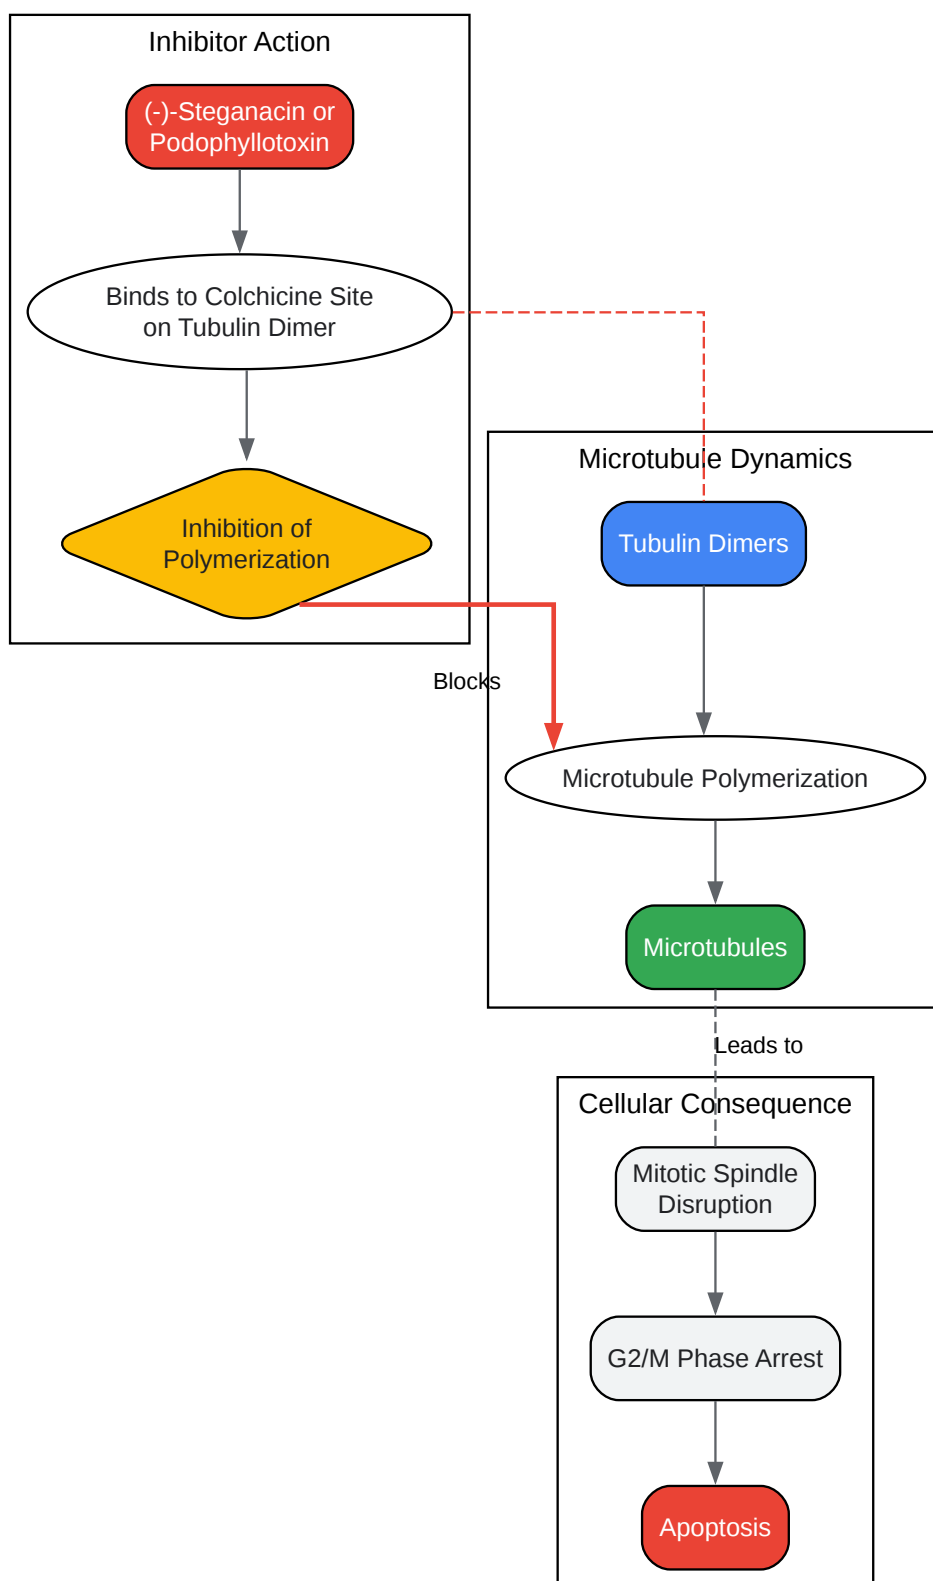 Inhibitor Action
(-)-Steganacin or
Podophyllotoxin
Binds to Colchicine Site
on Tubulin Dimer
Inhibition of
Polymerization
Blocks
Microtubule Dynamics
Tubulin Dimers
Microtubule Polymerization
Microtubules
Leads to
Cellular Consequence
Mitotic Spindle
Disruption
G2/M Phase Arrest
Apoptosis